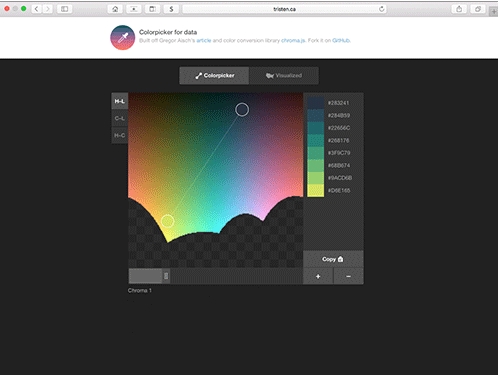 tristen.ca
Colorpicker for data
Built off Gregor Aisch's article and color conversion library chroma.js. Fork it on GitHub.
Colorpicker
Visualized
H-L
C-L
H-C
#283241
#284B59
#22656C
#268176
#3F9C79
#68B674
#9ACD6B
#D6E165
Copy
+
−
Chroma 1